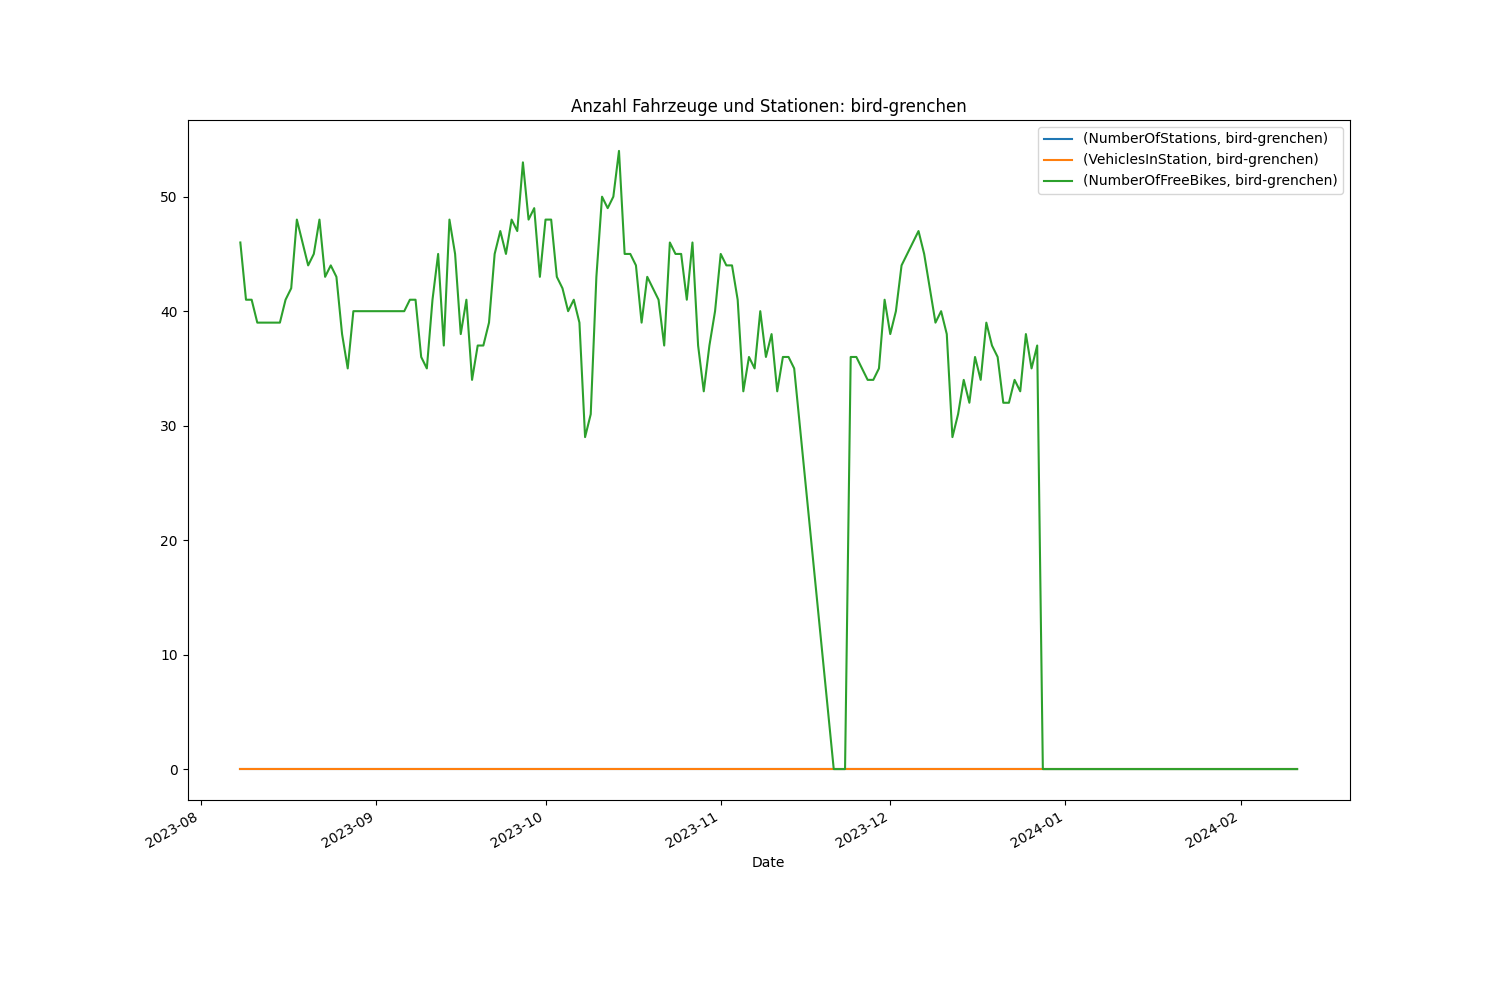 Anzahl Fahrzeuge und Stationen: bird-grenchen
(NumberOfStations, bird-grenchen)
(VehiclesInStation, bird-grenchen)
(NumberOfFreeBikes, bird-grenchen)
50
40
30
20
10
0
2023-08
2023-09
2023-10
2023-11
2023-12
2024-01
2024-02
Date